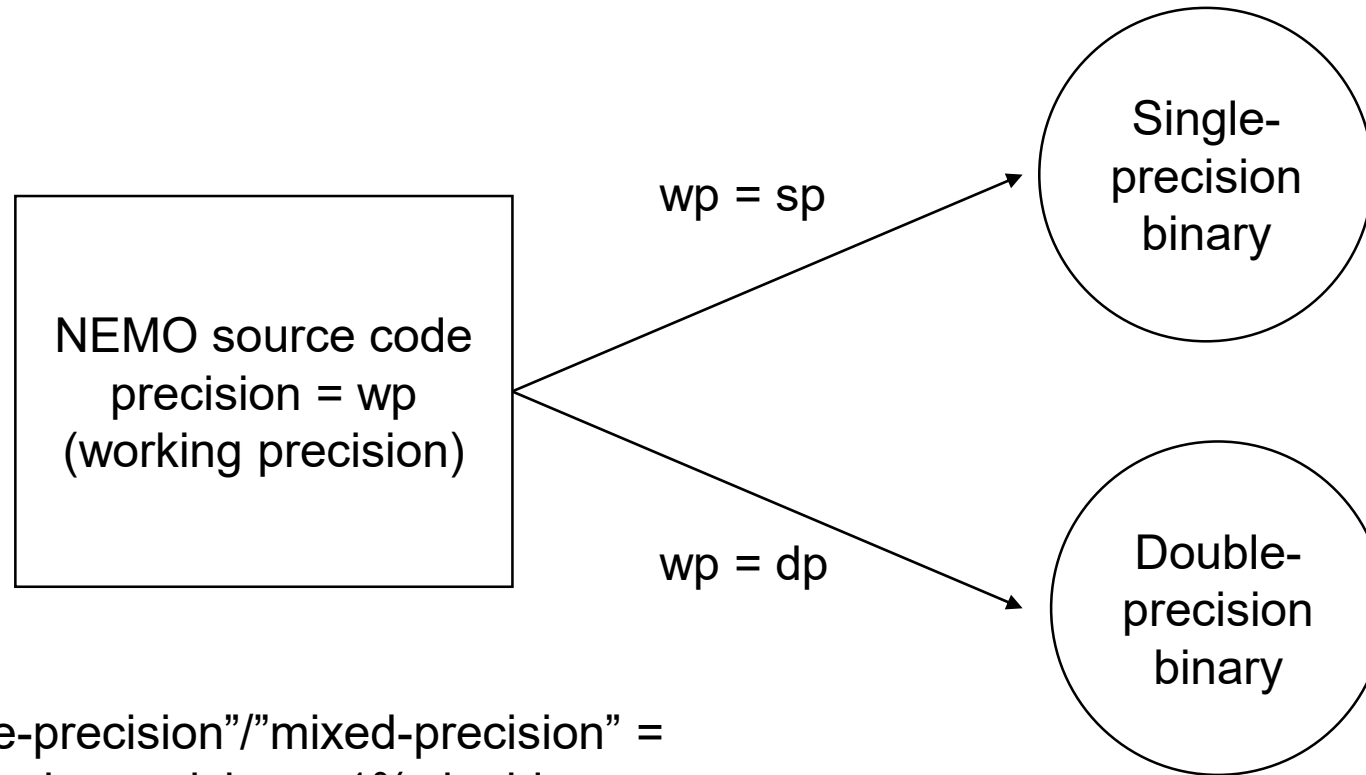 NEMO source code
precision = wp
(working precision)
wp = sp
Single-
precision
binary
wp = dp
Double-
precision
binary
e-precision”/”mixed-precision” =